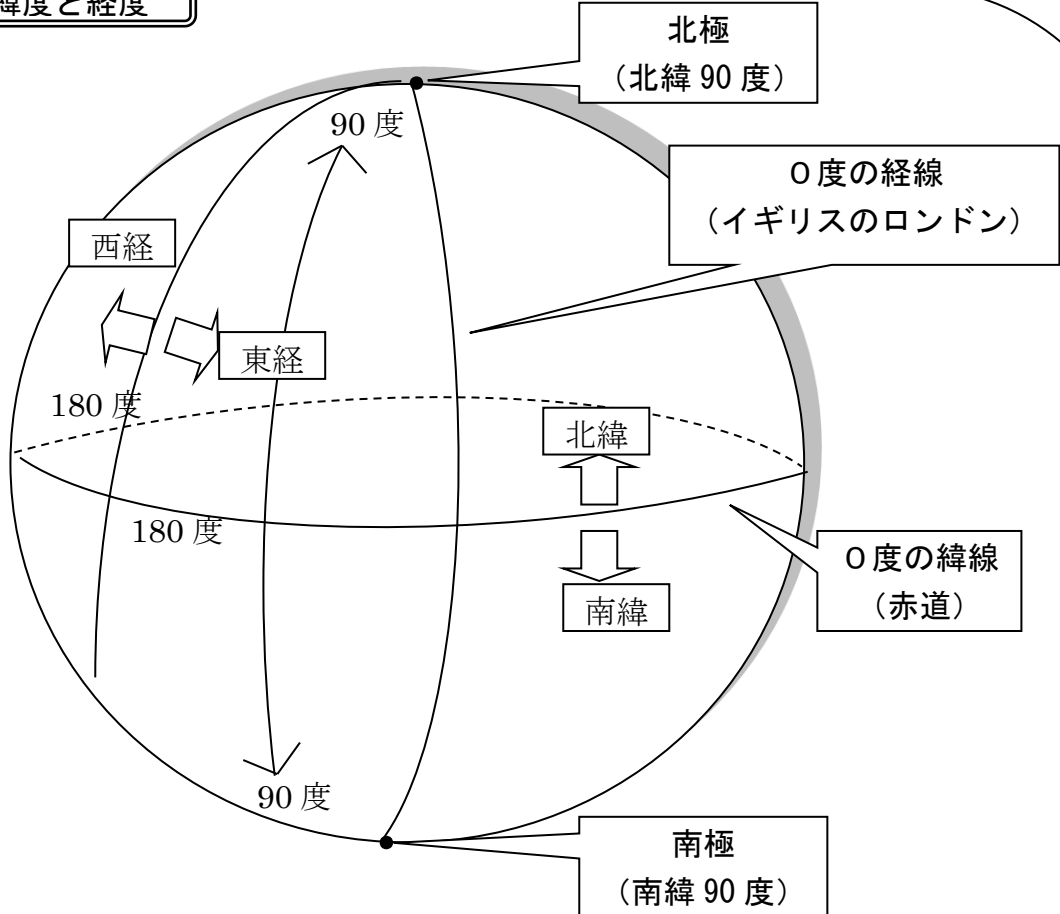 緯度と経度
北極
（北緯 90 度）
90 度
０度の経線
（イギリスのロンドン）
西経
東経
180 度
北緯
180 度
０度の緯線
（赤道）
南緯
90 度
南極
（南緯 90 度）